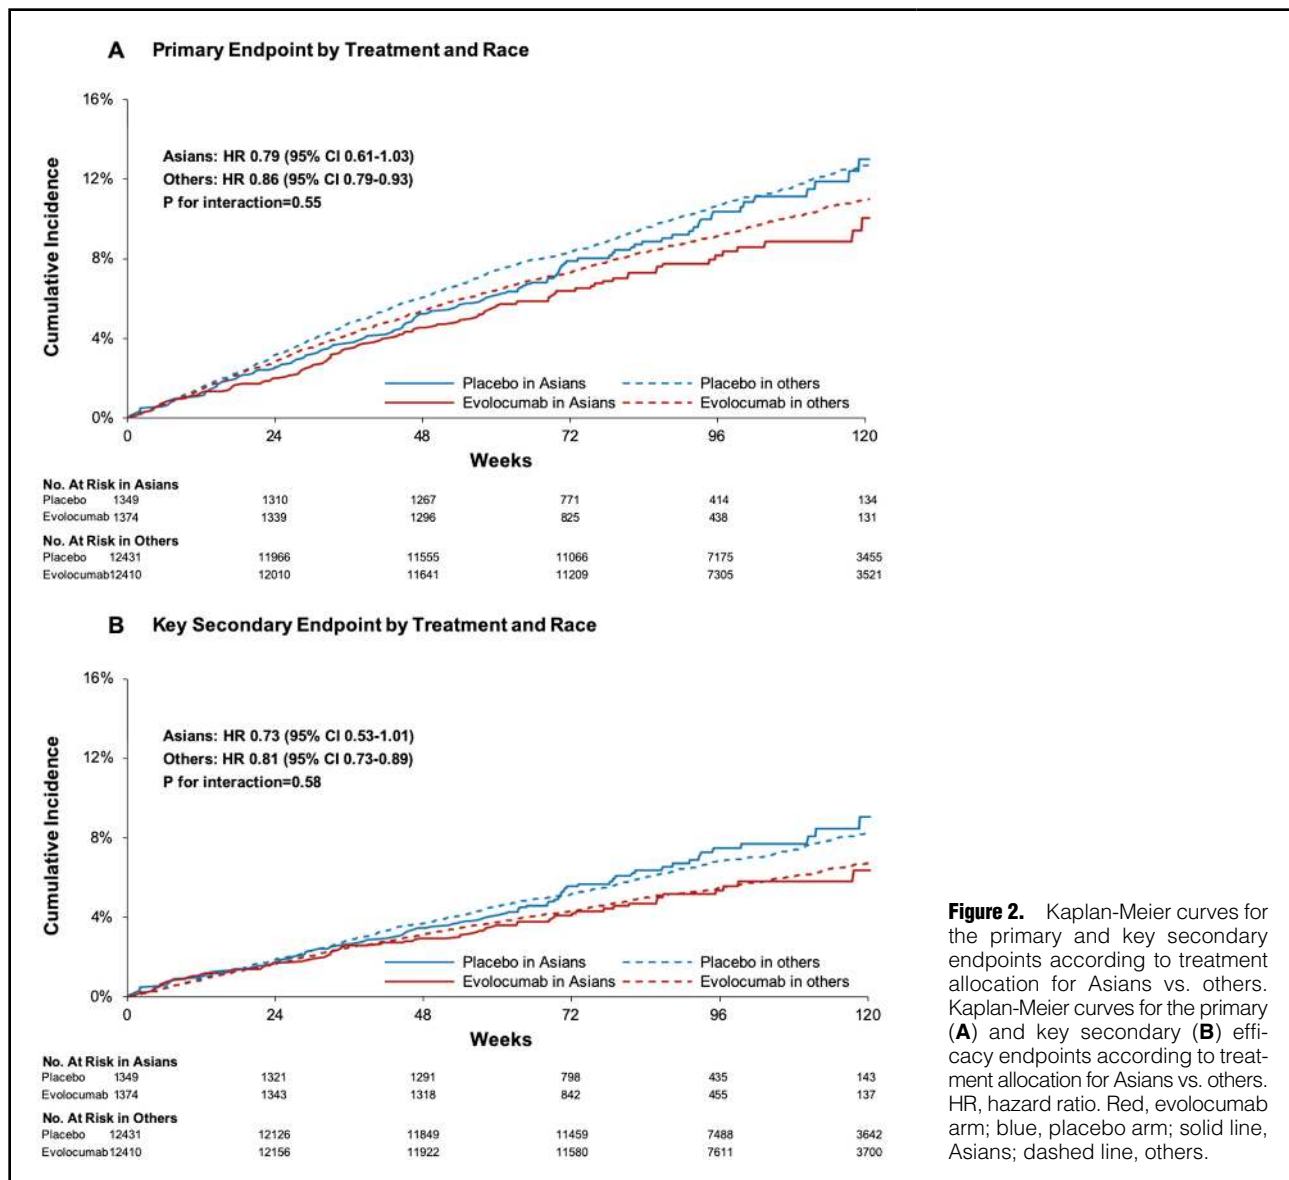 A Primary Endpoint by Treatment and Race
16%
12%
8%
4%
0%
Cumulative Incidence
Asians: HR 0.79 (95% CI 0.61-1.03)
Others: HR 0.86 (95% CI 0.79-0.93)
P for interaction=0.55
Placebo in Asians Placebo in others
Evolocumab in Asians Evolocumab in others
0 24 48 72 96 120
Weeks
No. At Risk in Asians
Placebo 1349 1310 1267 771 414 134
Evolocumab 1374 1339 1296 825 438 131
No. At Risk in Others
Placebo 12431 11966 11555 11066 7175 3455
Evolocumab12410 12010 11641 11209 7305 3521
B Key Secondary Endpoint by Treatment and Race
16%
12%
8%
4%
0%
Cumulative Incidence
Asians: HR 0.73 (95% CI 0.53-1.01)
Others: HR 0.81 (95% CI 0.73-0.89)
P for interaction=0.58
Placebo in Asians Placebo in others
Evolocumab in Asians Evolocumab in others
0 24 48 72 96 120
Weeks
No. At Risk in Asians
Placebo 1349 1321 1291 798 435 143
Evolocumab 1374 1343 1318 842 455 137
No. At Risk in Others
Placebo 12431 12126 11849 11459 7488 3642
Evolocumab12410 12156 11922 11580 7611 3700
Figure 2. Kaplan-Meier curves for
the primary and key secondary
endpoints according to treatment
allocation for Asians vs. others.
Kaplan-Meier curves for the primary
(A) and key secondary (B) effi-
cacy endpoints according to treat-
ment allocation for Asians vs. others.
HR, hazard ratio. Red, evolocumab
arm; blue, placebo arm; solid line,
Asians; dashed line, others.